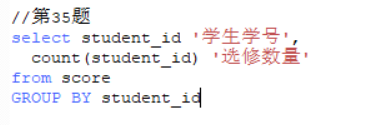 //第35题
select student_id '学生学号',
count(student_id) '选修数量'
from score
GROUP BY student_id